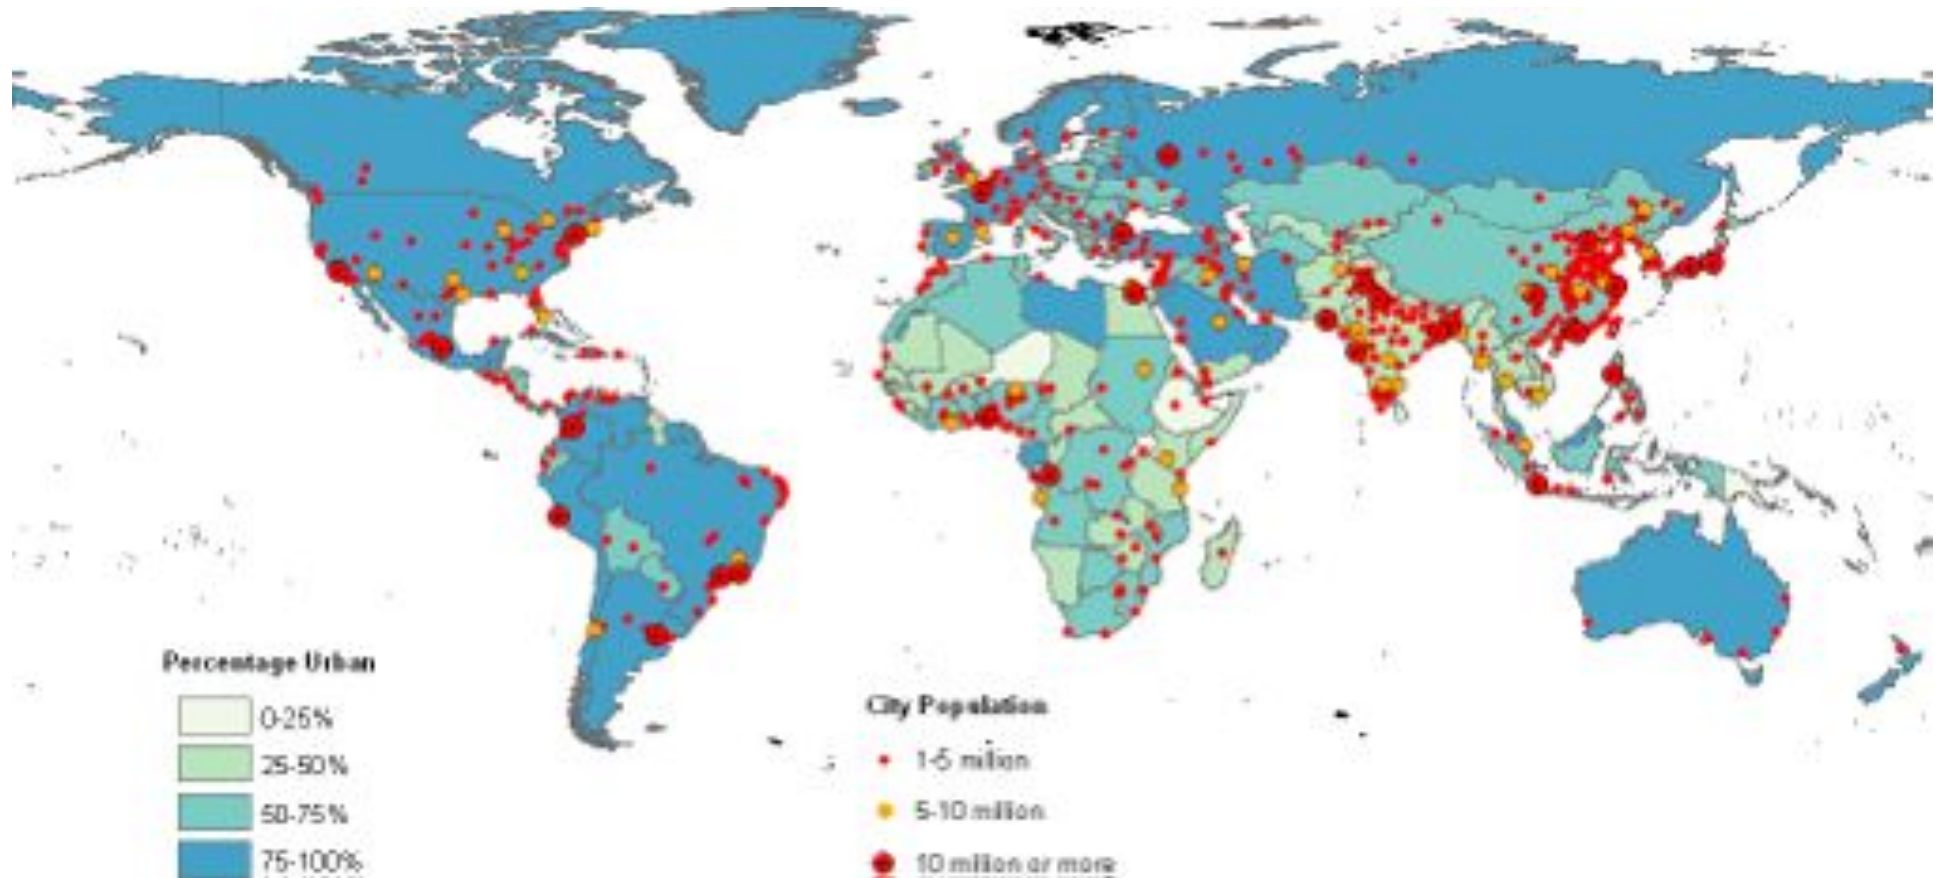 Percentage Urban
0-25%
25-50%
50-75%
75-100%
City Population
1-5 million
5-10 million
10 million or more